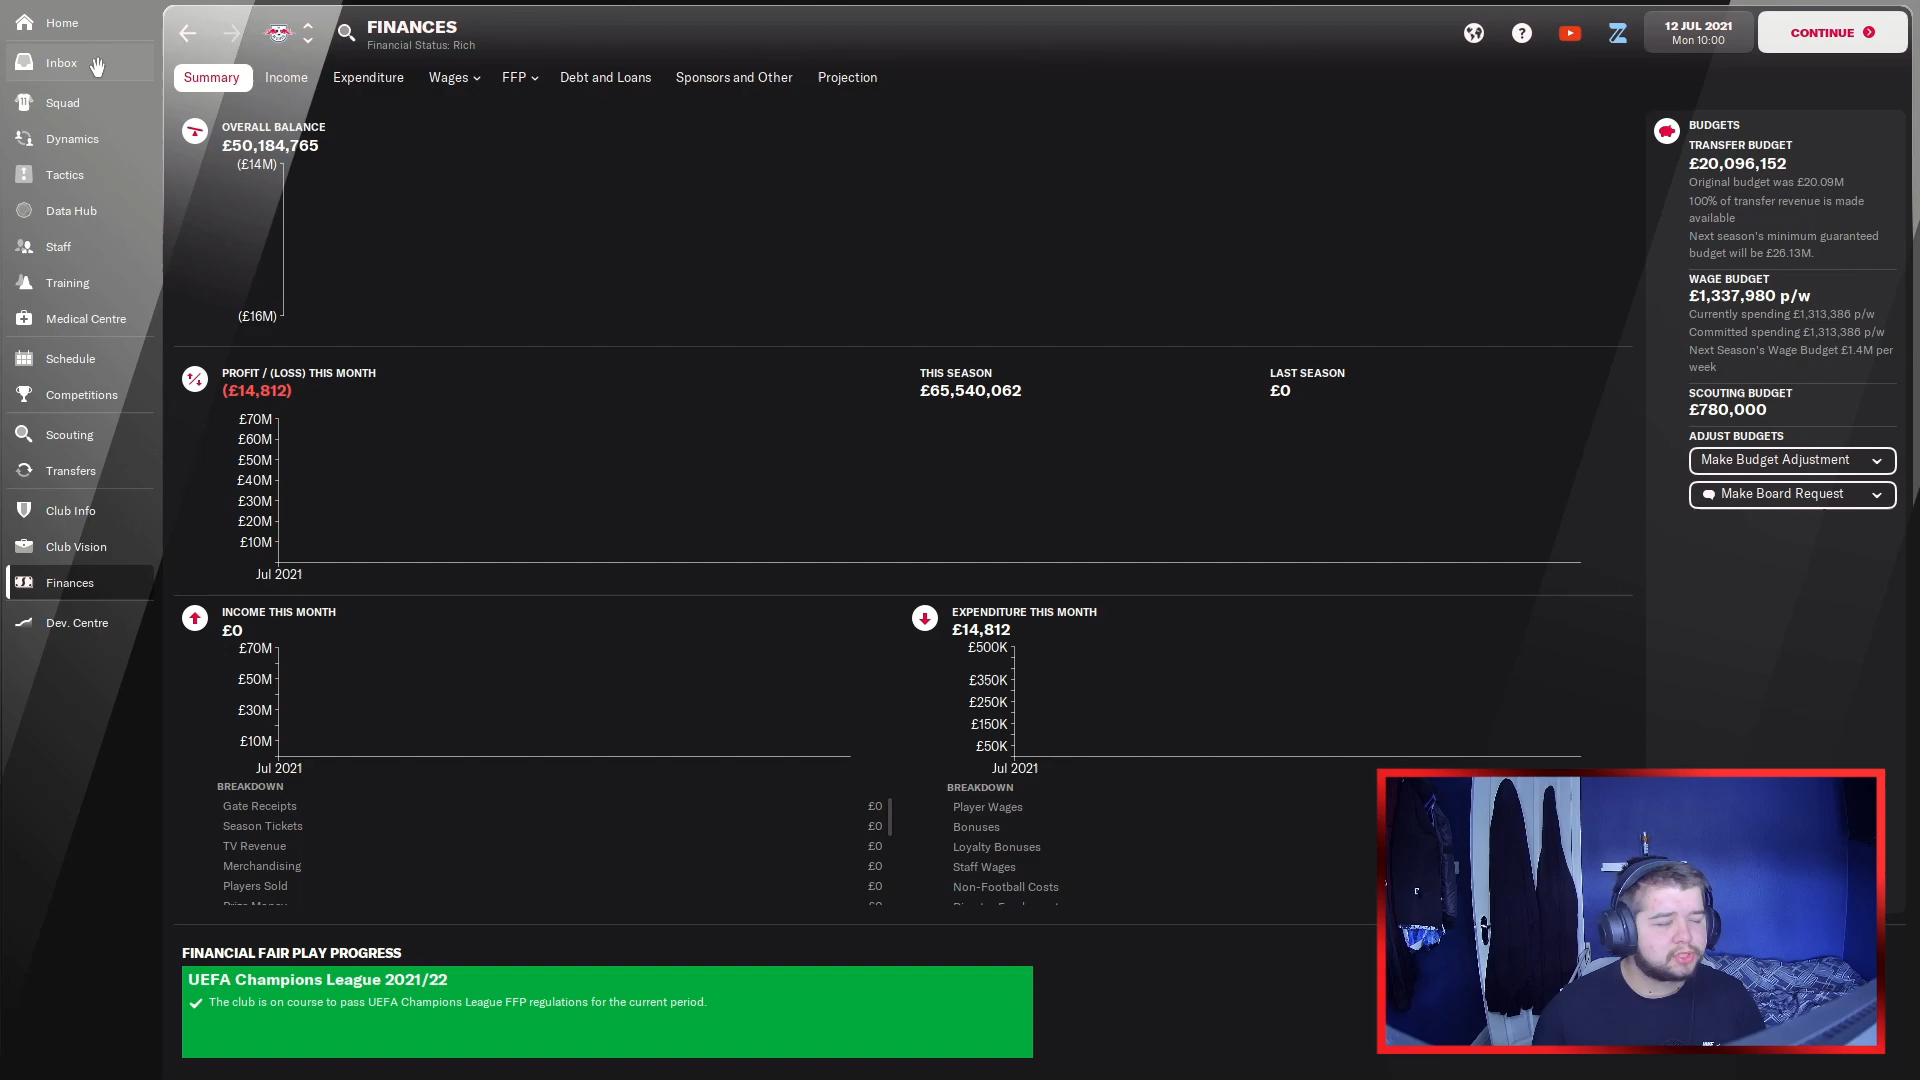 Home
Inbox
Squad
Dynamics
Tactics
Data Hub
Staff
Training
Medical Centre
Schedule
Competitions
Scouting
Transfers
Club Info
Club Vision
Finances
Dev. Centre
FINANCES
Financial Status: Rich
12 JUL 2021
Mon 10:00
CONTINUE
Summary
Income
Expenditure
Wages
FFP
Debt and Loans
Sponsors and Other
Projection
OVERALL BALANCE
£50,184,765
(£14M)
(£16M)
PROFIT / (LOSS) THIS MONTH
(£14,812)
THIS SEASON
£65,540,062
LAST SEASON
£0
£70M
£60M
£50M
£40M
£30M
£20M
£10M
Jul 2021
INCOME THIS MONTH
£0
£70M
£50M
£30M
£10M
Jul 2021
BREAKDOWN
Gate Receipts £0
Season Tickets £0
TV Revenue £0
Merchandising £0
Players Sold £0
EXPENDITURE THIS MONTH
£14,812
£500K
£350K
£250K
£150K
£50K
Jul 2021
BREAKDOWN
Player Wages
Bonuses
Loyalty Bonuses
Staff Wages
Non-Football Costs
FINANCIAL FAIR PLAY PROGRESS
UEFA Champions League 2021/22
The club is on course to pass UEFA Champions League FFP regulations for the current period.
BUDGETS
TRANSFER BUDGET
£20,096,152
Original budget was £20.09M
100% of transfer revenue is made
available
Next season's minimum guaranteed
budget will be £26.13M.
WAGE BUDGET
£1,337,980 p/w
Currently spending £1,313,386 p/w
Committed spending £1,313,386 p/w
Next Season's Wage Budget £1.4M per
week
SCOUTING BUDGET
£780,000
ADJUST BUDGETS
Make Budget Adjustment
Make Board Request